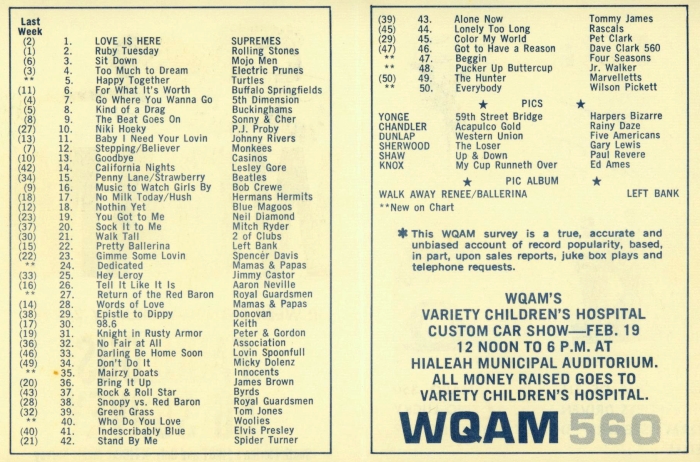 Last
Week
(2) 1. LOVE IS HERE SUPREMES
(1) 2. Ruby Tuesday Rolling Stones
(6) 3. Sit Down Mojo Men
(3) 4. Too Much to Dream Electric Prunes
** 5. Happy Together Turtles
(11) 6. For What It's Worth Buffalo Springfields
(4) 7. Go Where You Wanna Go 5th Dimension
(5) 8. Kind of a Drag Buckinghams
(8) 9. The Beat Goes On Sonny & Cher
(27) 10. Niki Hoeky P.J. Proby
(13) 11. Baby I Need Your Lovin Johnny Rivers
(7) 12. Stepping/Believer Monkees
(10) 13. Goodbye Casinos
(42) 14. California Nights Lesley Gore
(34) 15. Penny Lane/Strawberry Beatles
(9) 16. Music to Watch Girls By Bob Crewe
(18) 17. No Milk Today/Hush Hermans Hermits
(12) 18. Nothin Yet Blue Magoos
(23) 19. You Got to Me Neil Diamond
(37) 20. Sock It to Me Mitch Ryder
(30) 21. Walk Tall 2 of Clubs
(15) 22. Pretty Ballerina Left Bank
(22) 23. Gimme Some Lovin Spencer Davis
** 24. Dedicated Mamas & Papas
(33) 25. Hey Leroy Jimmy Castor
(16) 26. Tell It Like It Is Aaron Neville
** 27. Return of the Red Baron Royal Guardsmen
(14) 28. Words of Love Mamas & Papas
(38) 29. Epistle to Dippy Donovan
(17) 30. 98.6 Keith
(19) 31. Knight in Rusty Armor Peter & Gordon
(36) 32. No Fair at All Association
(46) 33. Darling Be Home Soon Lovin Spoonfull
(49) 34. Don't Do It Micky Dolenz
** 35. Mairzy Doats Innocents
(20) 36. Bring It Up James Brown
(43) 37. Rock & Roll Star Byrds
(28) 38. Snoopy vs. Red Baron Royal Guardsmen
(32) 39. Green Grass Tom Jones
** 40. Who Do You Love Woolies
(40) 41. Indescribably Blue Elvis Presley
(21) 42. Stand By Me Spider Turner
(39) 43. Alone Now Tommy James
(45) 44. Lonely Too Long Rascals
(29) 45. Color My World Pet Clark
(47) 46. Got to Have a Reason Dave Clark 560
** 47. Beggin Four Seasons
** 48. Pucker Up Buttercup Jr. Walker
(50) 49. The Hunter Marvelletts
** 50. Everybody Wilson Pickett
★ PICS ★
YONGE 59th Street Bridge Harpers Bizarre
CHANDLER Acapulco Gold Rainy Daze
DUNLAP Western Union Five Americans
SHERWOOD The Loser Gary Lewis
SHAW Up & Down Paul Revere
KNOX My Cup Runneth Over Ed Ames
★ PIC ALBUM ★
WALK AWAY RENEE/BALLERINA LEFT BANK
**New on Chart
* This WQAM survey is a true, accurate and
unbiased account of record popularity, based,
in part, upon sales reports, juke box plays and
telephone requests.
WQAM'S
VARIETY CHILDREN'S HOSPITAL
CUSTOM CAR SHOW—FEB. 19
12 NOON TO 6 P.M. AT
HIALEAH MUNICIPAL AUDITORIUM.
ALL MONEY RAISED GOES TO
VARIETY CHILDREN'S HOSPITAL.
WQAM 560